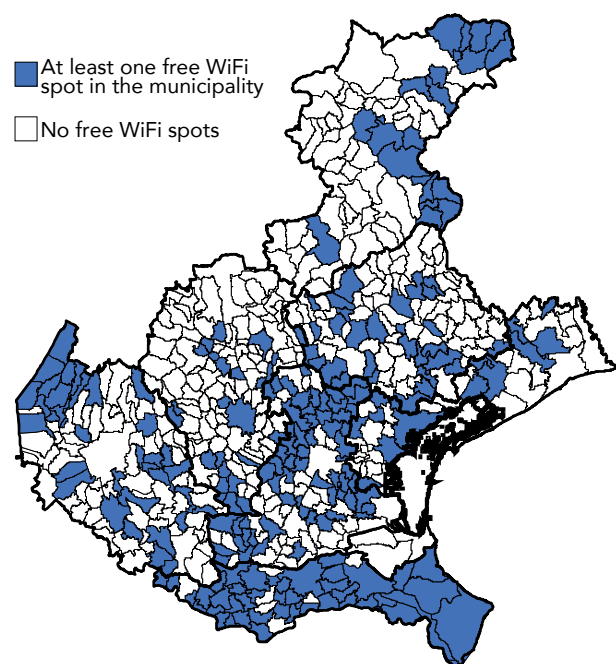 At least one free WiFi
spot in the municipality
No free WiFi spots